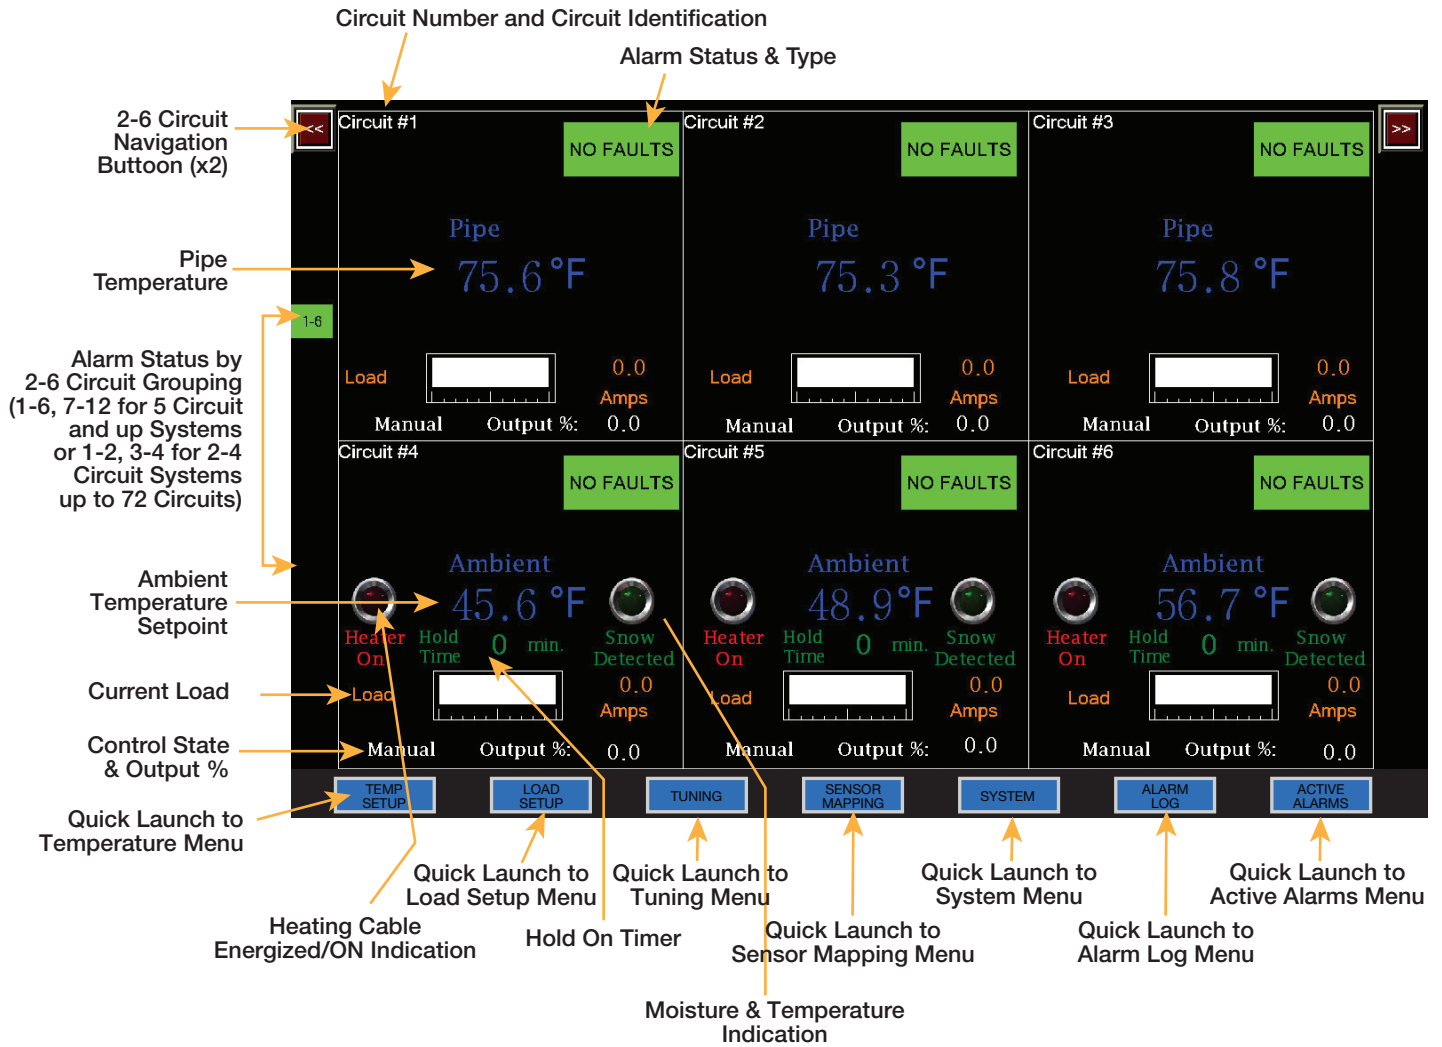 Circuit Number and Circuit Identification
Alarm Status & Type
2-6 Circuit
Navigation
Buttoon (x2)
<<
>>
Circuit #1
NO FAULTS
Pipe
75.6 °F
Load
0.0
Amps
Manual Output %: 0.0
Circuit #2
NO FAULTS
Pipe
75.3 °F
Load
0.0
Amps
Manual Output %: 0.0
Circuit #3
NO FAULTS
Pipe
75.8 °F
Load
0.0
Amps
Manual Output %: 0.0
Pipe
Temperature
1-6
Alarm Status by
2-6 Circuit Grouping
(1-6, 7-12 for 5 Circuit
and up Systems
or 1-2, 3-4 for 2-4
Circuit Systems
up to 72 Circuits)
Circuit #4
NO FAULTS
Ambient
45.6 °F
Heater
On
Hold
Time
0 min.
Snow
Detected
Load
0.0
Amps
Manual Output %: 0.0
Circuit #5
NO FAULTS
Ambient
48.9 °F
Heater
On
Hold
Time
0 min.
Snow
Detected
Load
0.0
Amps
Manual Output %: 0.0
Circuit #6
NO FAULTS
Ambient
56.7 °F
Heater
On
Hold
Time
0 min.
Snow
Detected
Load
0.0
Amps
Manual Output %: 0.0
Ambient
Temperature
Setpoint
Current Load
Control State
& Output %
Quick Launch to
Temperature Menu
TEMP
SETUP
LOAD
SETUP
TUNING
SENSOR
MAPPING
SYSTEM
ALARM
LOG
ACTIVE
ALARMS
Quick Launch to
Load Setup Menu
Quick Launch to
Tuning Menu
Quick Launch to
System Menu
Quick Launch to
Active Alarms Menu
Heating Cable
Energized/ON Indication
Hold On Timer
Quick Launch to
Sensor Mapping Menu
Quick Launch to
Alarm Log Menu
Moisture & Temperature
Indication